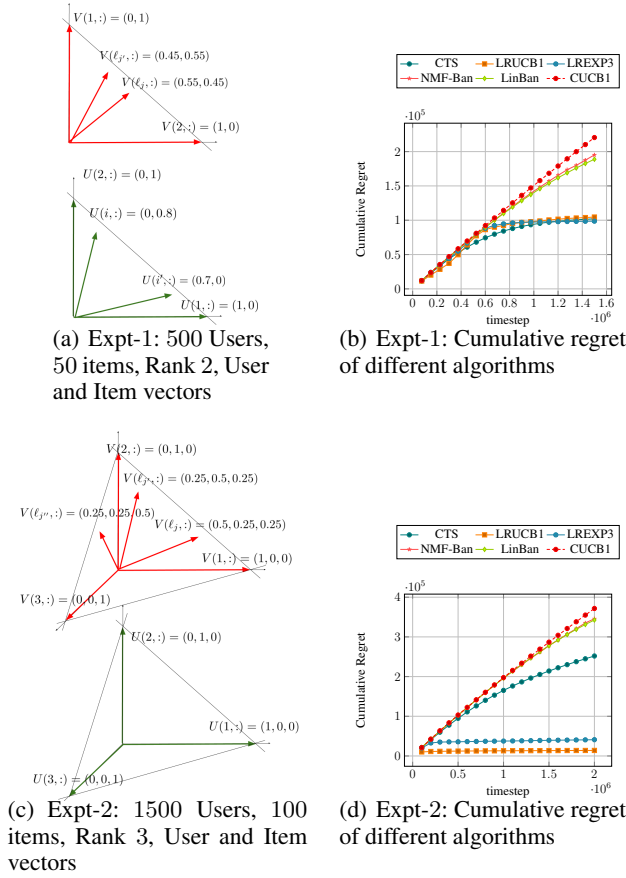 V(1,:) = (0,1)
V(ℓj′,:) = (0.45,0.55)
V(ℓj,:) = (0.55,0.45)
V(2,:) = (1,0)
U(2,:) = (0,1)
U(i,:) = (0,0.8)
U(i′,:) = (0.7,0)
U(1,:) = (1,0)
(a) Expt-1: 500 Users,
50 items, Rank 2, User
and Item vectors
CTS LRUCB1 LREXP3
NMF-Ban LinBan CUCB1
·10^5
2
1.5
1
0.5
0
Cumulative Regret
0 0.2 0.4 0.6 0.8 1 1.2 1.4 1.6
timestep ·10^6
(b) Expt-1: Cumulative regret
of different algorithms
V(2,:) = (0,1,0)
V(ℓj′,:) = (0.25,0.5,0.25)
V(ℓj′′,:) = (0.25,0.25,0.5)
V(ℓj,:) = (0.5,0.25,0.25)
V(1,:) = (1,0,0)
V(3,:) = (0,0,1)
U(2,:) = (0,1,0)
U(1,:) = (1,0,0)
U(3,:) = (0,0,1)
(c) Expt-2: 1500 Users, 100
items, Rank 3, User and Item
vectors
CTS LRUCB1 LREXP3
NMF-Ban LinBan CUCB1
·10^5
4
3
2
1
0
Cumulative Regret
0 0.5 1 1.5 2
timestep ·10^6
(d) Expt-2: Cumulative regret
of different algorithms